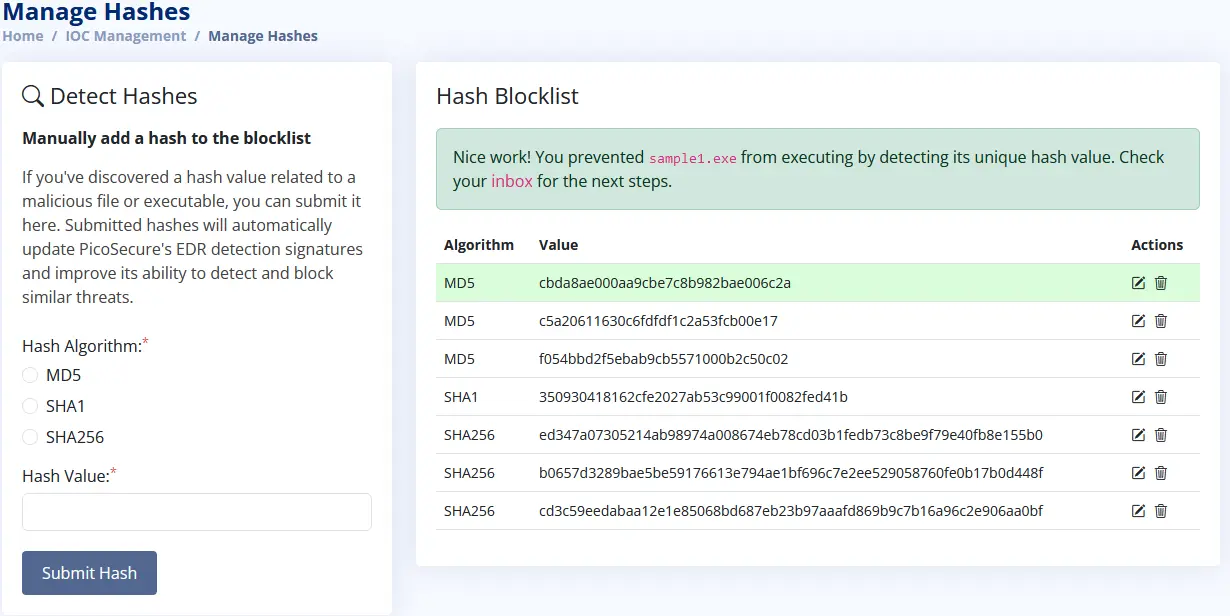 Manage Hashes
Home / IOC Management / Manage Hashes
Detect Hashes
Manually add a hash to the blocklist
If you've discovered a hash value related to a
malicious file or executable, you can submit it
here. Submitted hashes will automatically
update PicoSecure's EDR detection signatures
and improve its ability to detect and block
similar threats.
Hash Algorithm:*
MD5
SHA1
SHA256
Hash Value:*
Submit Hash
Hash Blocklist
Nice work! You prevented sample1.exe from executing by detecting its unique hash value. Check
your inbox for the next steps.
Algorithm Value Actions
MD5 cbda8ae000aa9cbe7c8b982bae006c2a
MD5 c5a20611630c6fdfdf1c2a53fcb00e17
MD5 f054bbd2f5ebab9cb5571000b2c50c02
SHA1 350930418162cfe2027ab53c99001f0082fed41b
SHA256 ed347a07305214ab98974a008674eb78cd03b1fedb73c8be9f79e40fb8e155b0
SHA256 b0657d3289bae5be59176613e794ae1bf696c7e2ee529058760fe0b17b0d448f
SHA256 cd3c59eedabaa12e1e85068bd687eb23b97aaafd869b9c7b16a96c2e906aa0bf